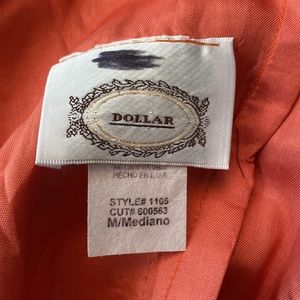 DOLLAR
HECHO EN E.U.A.
STYLE# 1105
CUT# 600563
M/Mediano